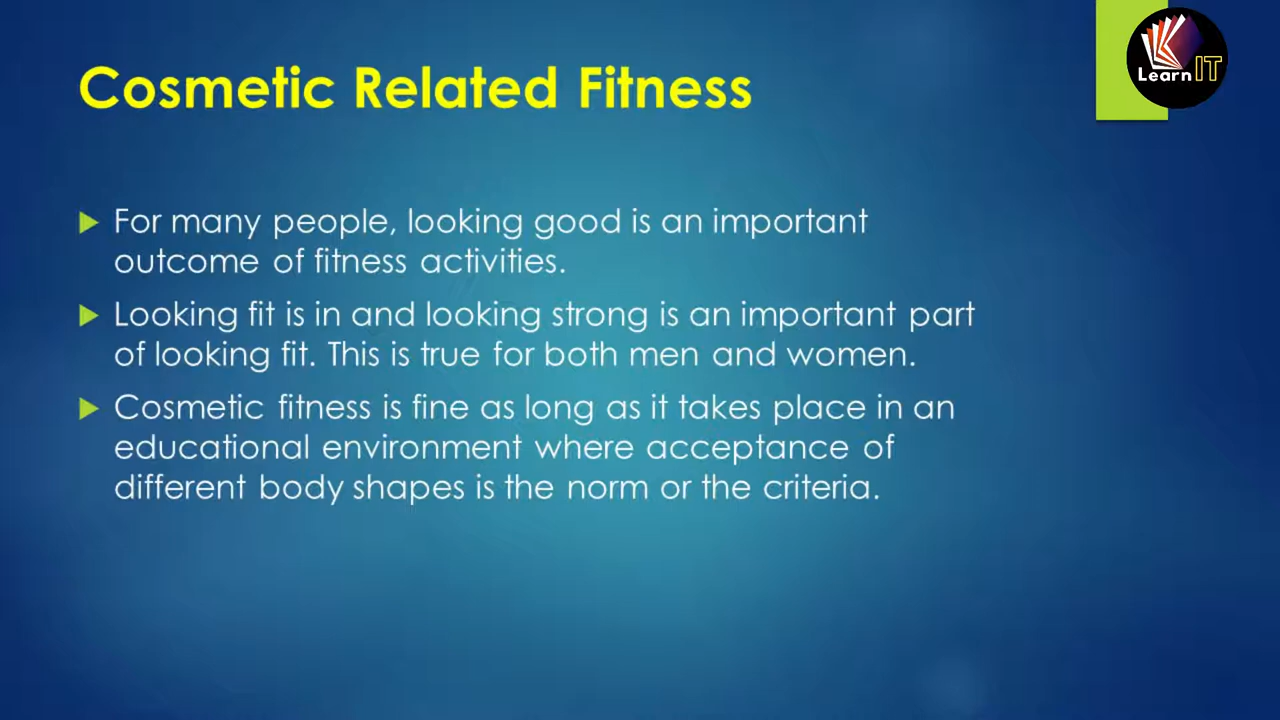 Cosmetic Related Fitness
Learn IT
For many people, looking good is an important
outcome of fitness activities.
Looking fit is in and looking strong is an important part
of looking fit. This is true for both men and women.
Cosmetic fitness is fine as long as it takes place in an
educational environment where acceptance of
different body shapes is the norm or the criteria.